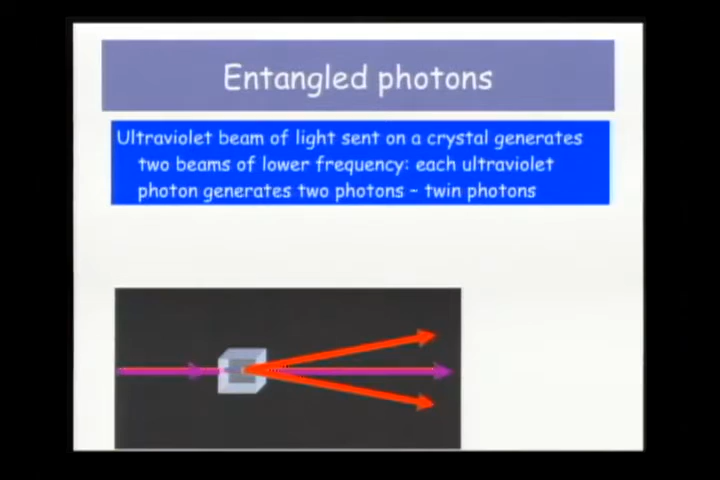 Entangled photons
Ultraviolet beam of light sent on a crystal generates
two beams of lower frequency: each ultraviolet
photon generates two photons – twin photons